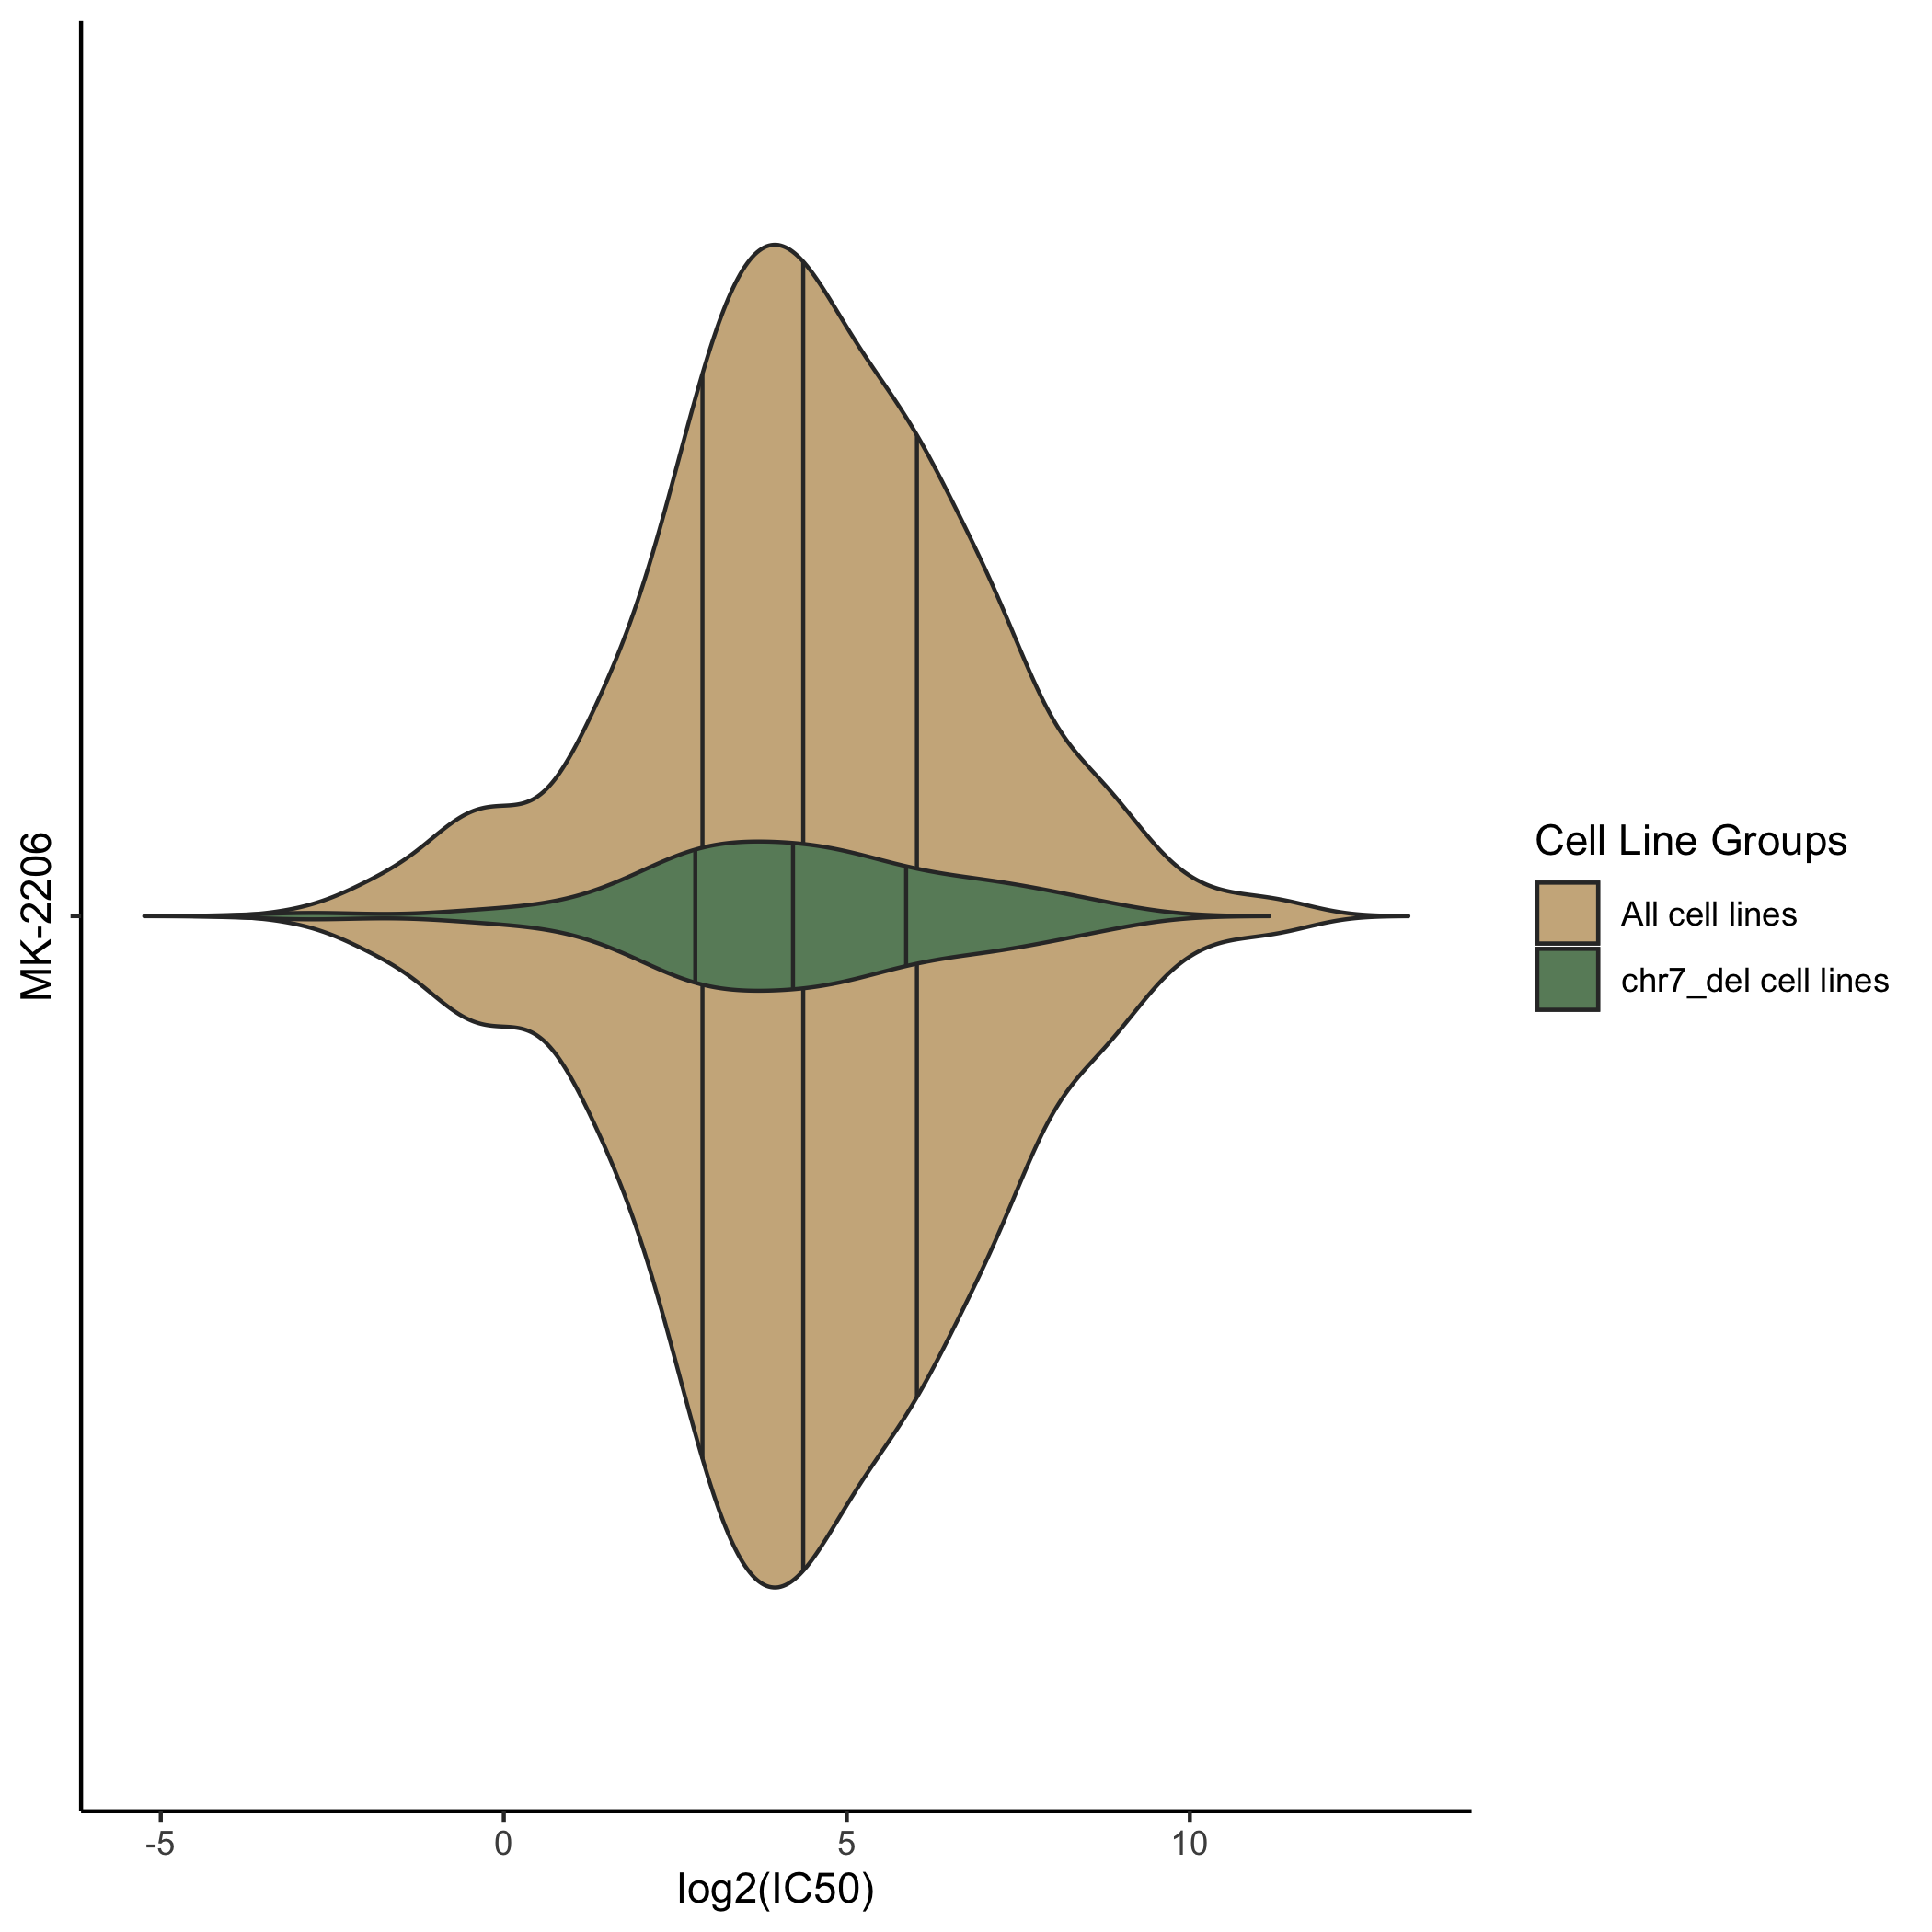 MK-2206
-5
0
5
10
log2(IC50)
Cell Line Groups
All cell lines
chr7_del cell lines